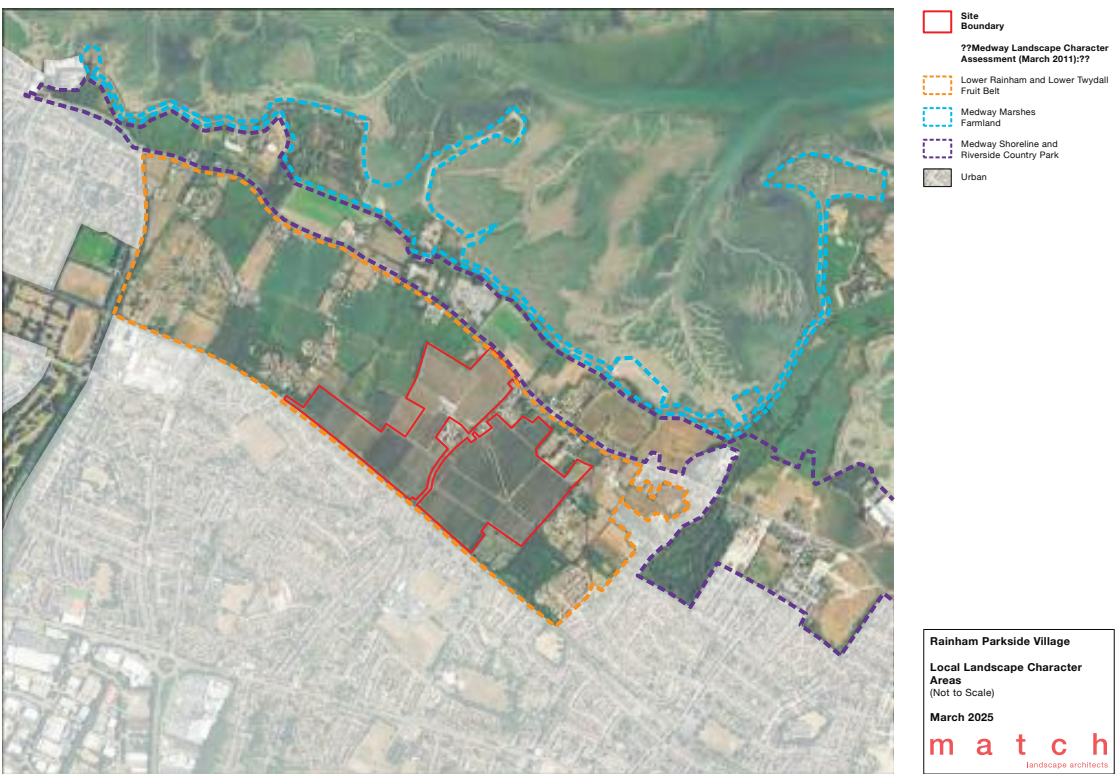 Site
Boundary
??Medway Landscape Character
Assessment (March 2011):??
Lower Rainham and Lower Twydall
Fruit Belt
Medway Marshes
Farmland
Medway Shoreline and
Riverside Country Park
Urban
Rainham Parkside Village
Local Landscape Character
Areas
(Not to Scale)
March 2025
match
landscape architects